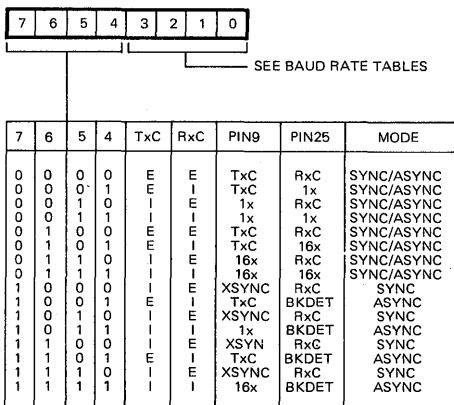 7 6 5 4 3 2 1 0
SEE BAUD RATE TABLES
7 6 5 4 TxC RxC PIN9 PIN25 MODE
0 0 0 0 E E TxC RxC SYNC/ASYNC
0 0 0 1 E I TxC 1x SYNC/ASYNC
0 0 1 0 I E 1x RxC SYNC/ASYNC
0 0 1 1 I I 1x 1x SYNC/ASYNC
0 1 0 0 E E TxC RxC SYNC/ASYNC
0 1 0 1 E I TxC 16x SYNC/ASYNC
0 1 1 0 I E 16x RxC SYNC/ASYNC
0 1 1 1 I I 16x 16x SYNC/ASYNC
1 0 0 0 I E XSYNC RxC SYNC
1 0 0 1 E I TxC BKDET ASYNC
1 0 1 0 I E XSYNC RxC SYNC
1 0 1 1 I I 1x BKDET ASYNC
1 1 0 0 I E XSYN RxC SYNC
1 1 0 1 E I TxC BKDET ASYNC
1 1 1 0 I E XSYNC RxC SYNC
1 1 1 1 I I 16x BKDET ASYNC